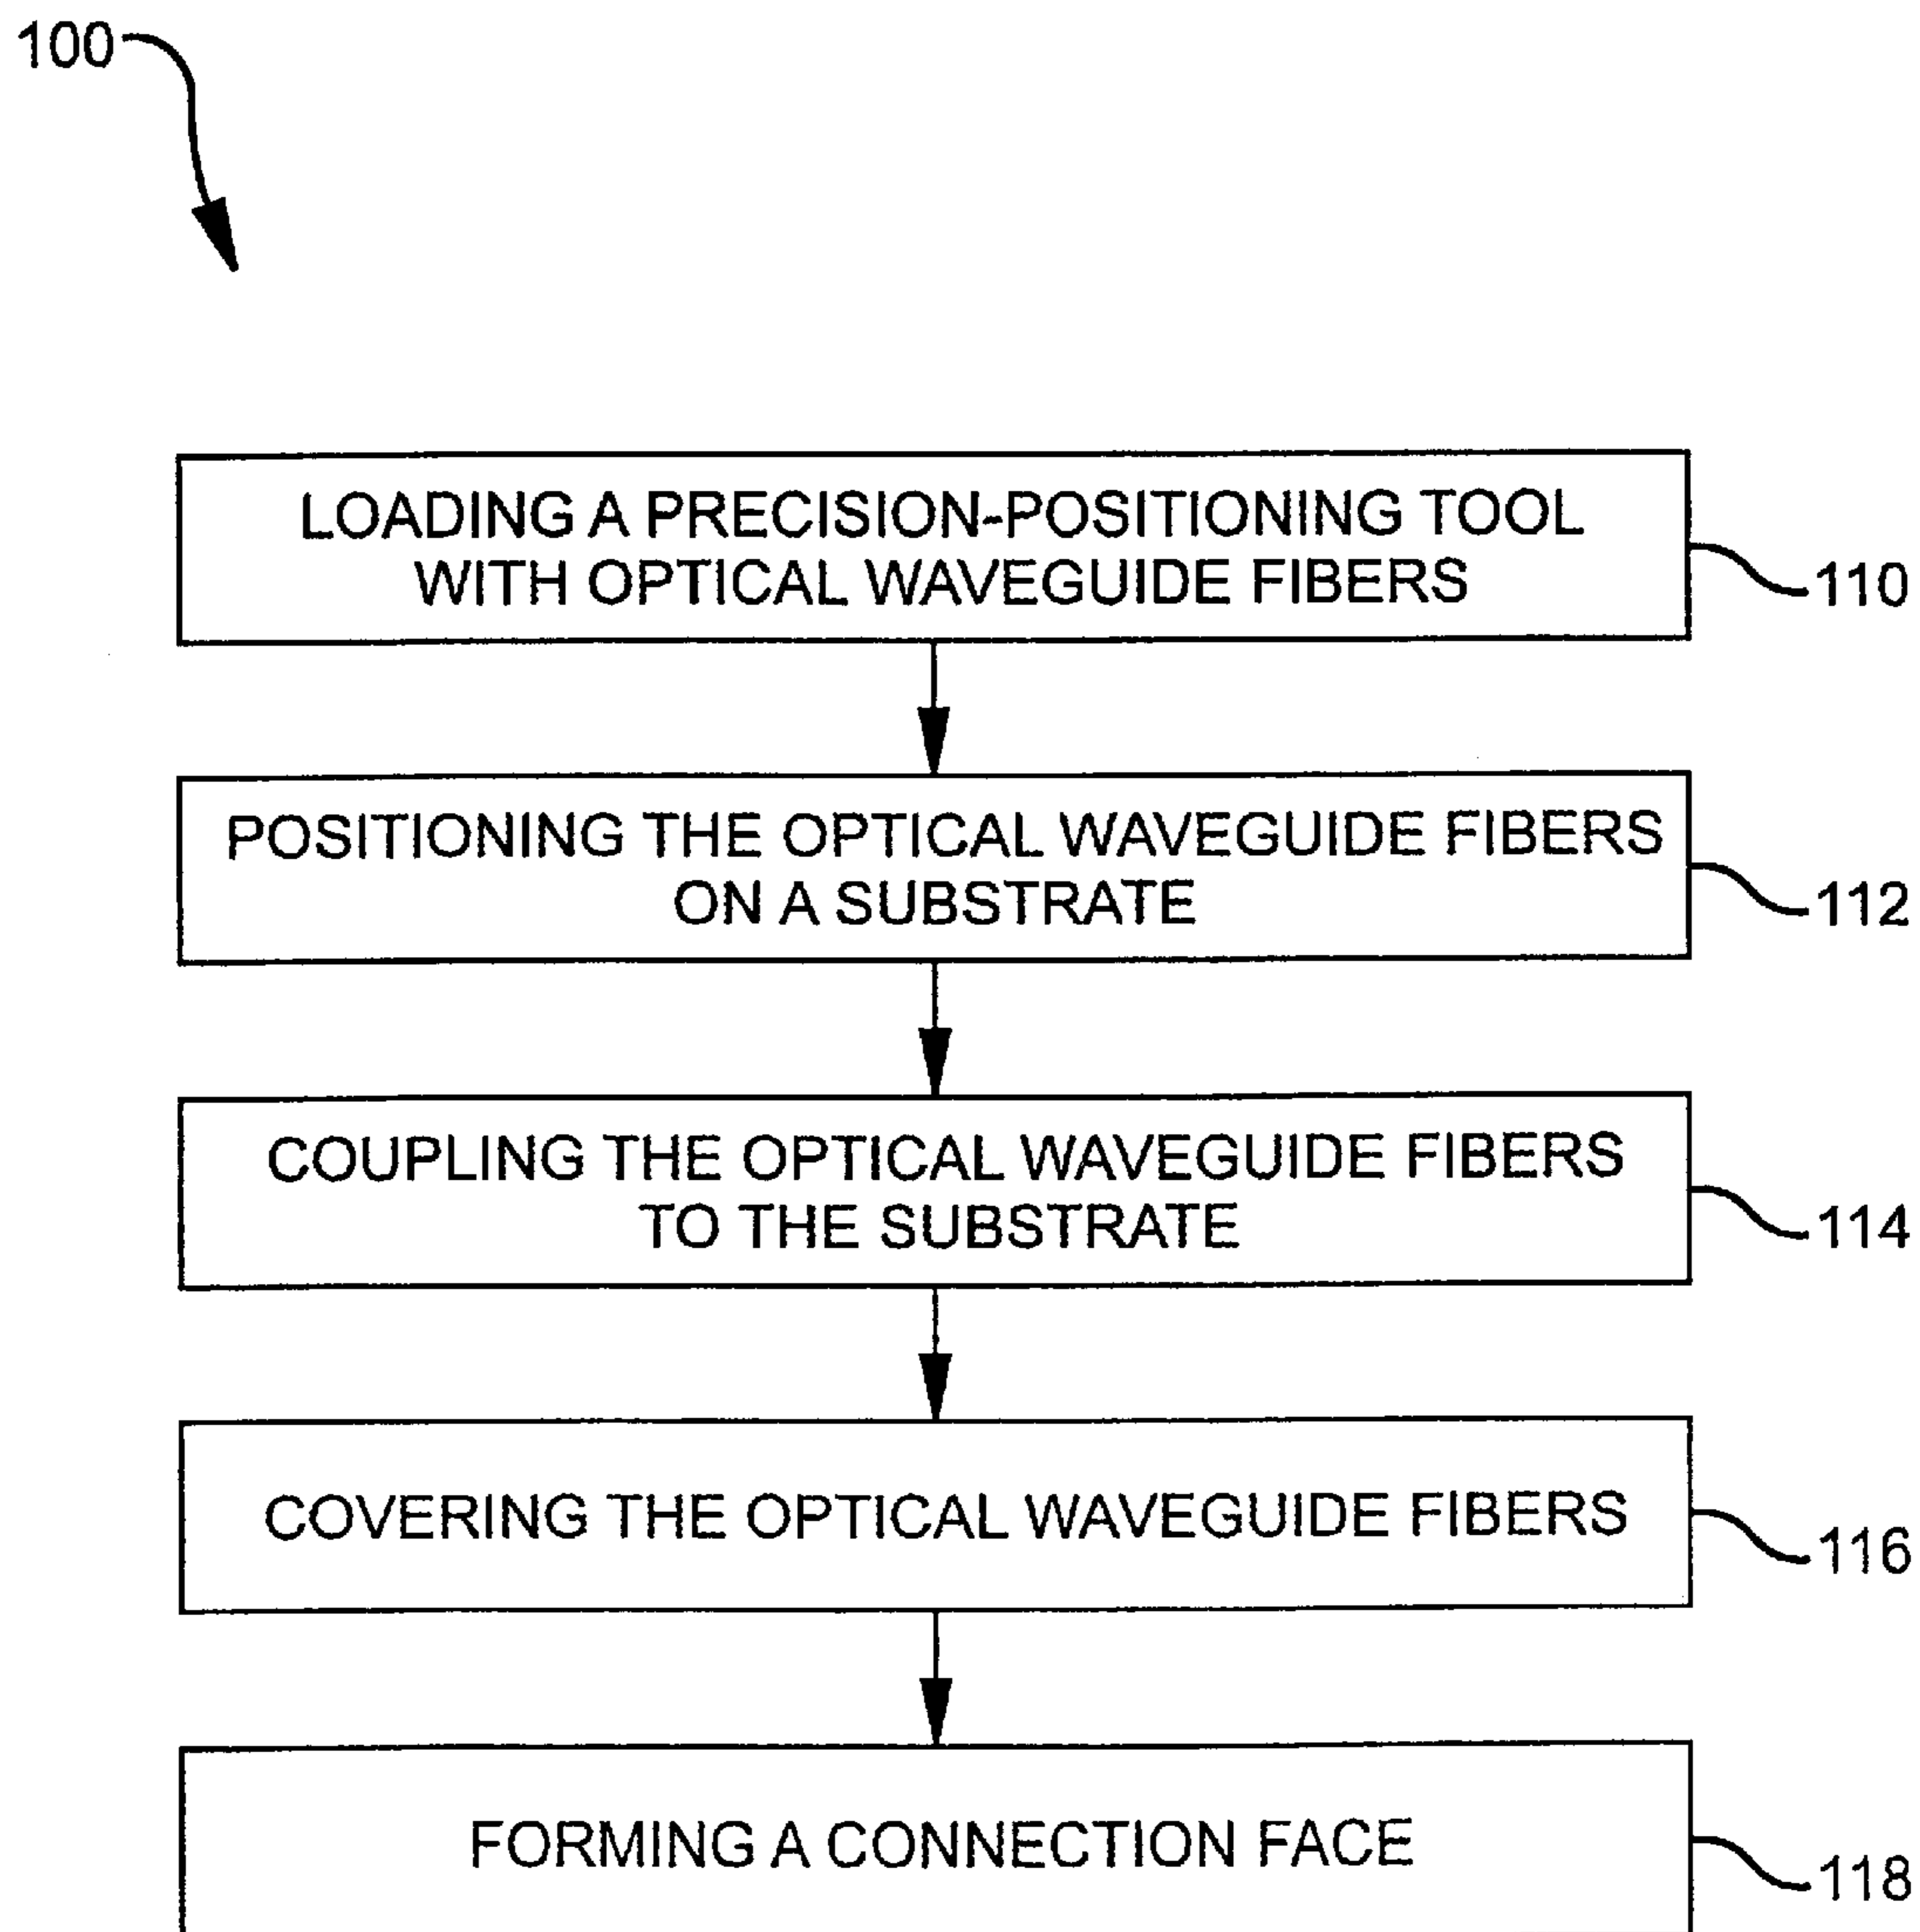 100
LOADING A PRECISION-POSITIONING TOOL
WITH OPTICAL WAVEGUIDE FIBERS
110
POSITIONING THE OPTICAL WAVEGUIDE FIBERS
ON A SUBSTRATE
112
COUPLING THE OPTICAL WAVEGUIDE FIBERS
TO THE SUBSTRATE
114
COVERING THE OPTICAL WAVEGUIDE FIBERS
116
FORMING A CONNECTION FACE
118